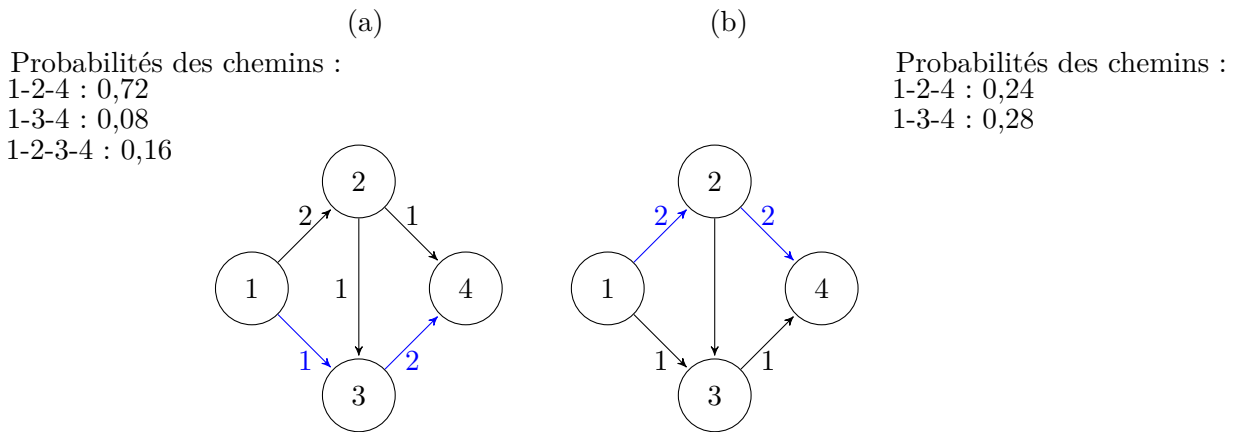 (a)
Probabilités des chemins :
1-2-4 : 0,72
1-3-4 : 0,08
1-2-3-4 : 0,16
2
2
1
1
1
4
1
2
3
(b)
Probabilités des chemins :
1-2-4 : 0,24
1-3-4 : 0,28
2
2
2
1
4
1
1
3